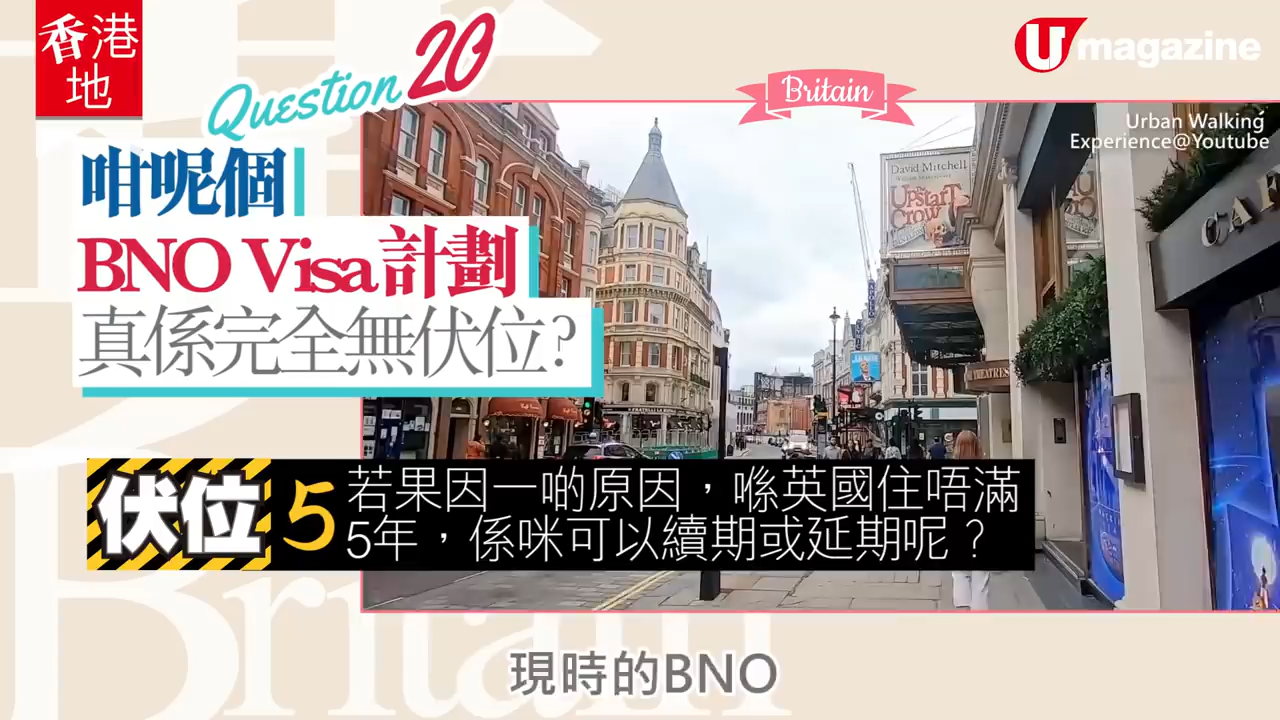 香港
地
U magazine
Question 20
Britain
Urban Walking
Experience@Youtube
咁呢個
BNO Visa計劃
真係完全無伏位?
David Mitchell
Upstart
Crow
CAF
THEATRES
伏位 5 若果因一啲原因，喺英國住唔滿
5年，係咪可以續期或延期呢？
現時的BNO
Britain